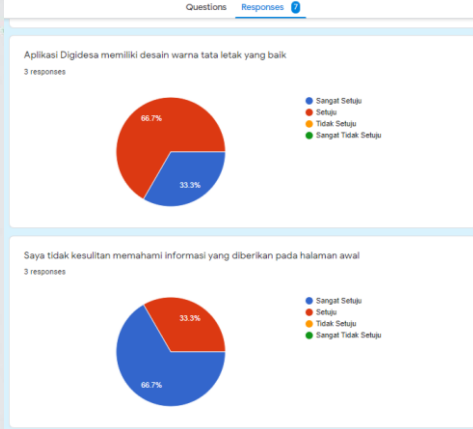 Questions Responses 7
Aplikasi Digidesa memiliki desain warna tata letak yang baik
3 responses
66.7%
33.3%
Sangat Setuju
Setuju
Tidak Setuju
Sangat Tidak Setuju
Saya tidak kesulitan memahami informasi yang diberikan pada halaman awal
3 responses
33.3%
66.7%
Sangat Setuju
Setuju
Tidak Setuju
Sangat Tidak Setuju